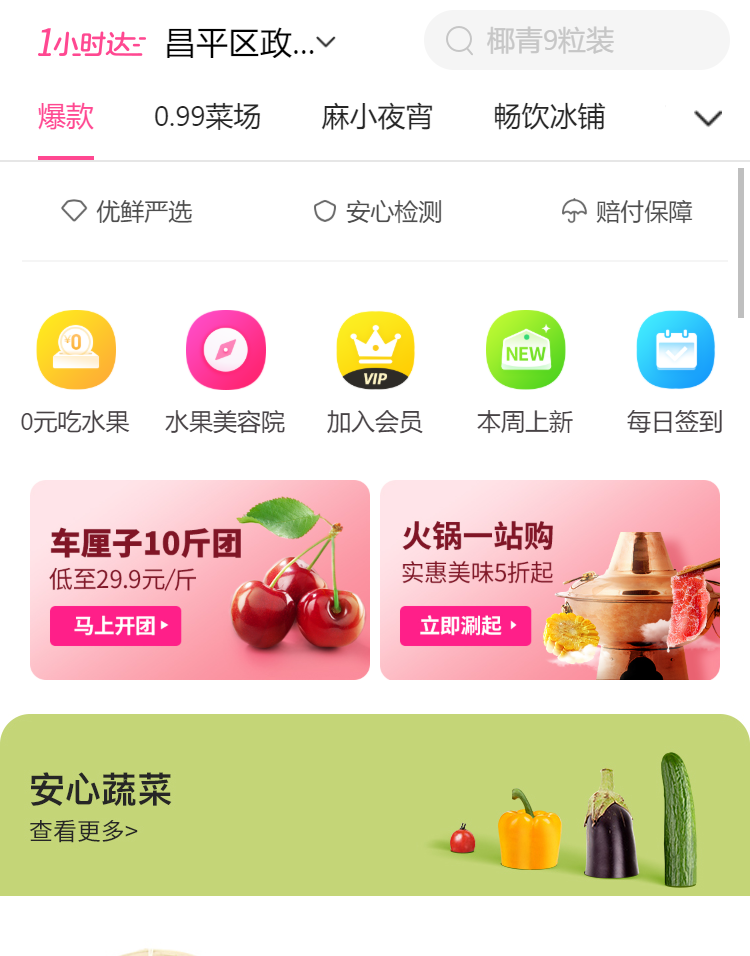 1小时达 昌平区政... 椰青9粒装
爆款 0.99菜场 麻小夜宵 畅饮冰铺
优鲜严选 安心检测 赔付保障
¥0 NEW VIP
0元吃水果 水果美容院 加入会员 本周上新 每日签到
车厘子10斤团
低至29.9元/斤
马上开团
火锅一站购
实惠美味5折起
立即涮起
安心蔬菜
查看更多>